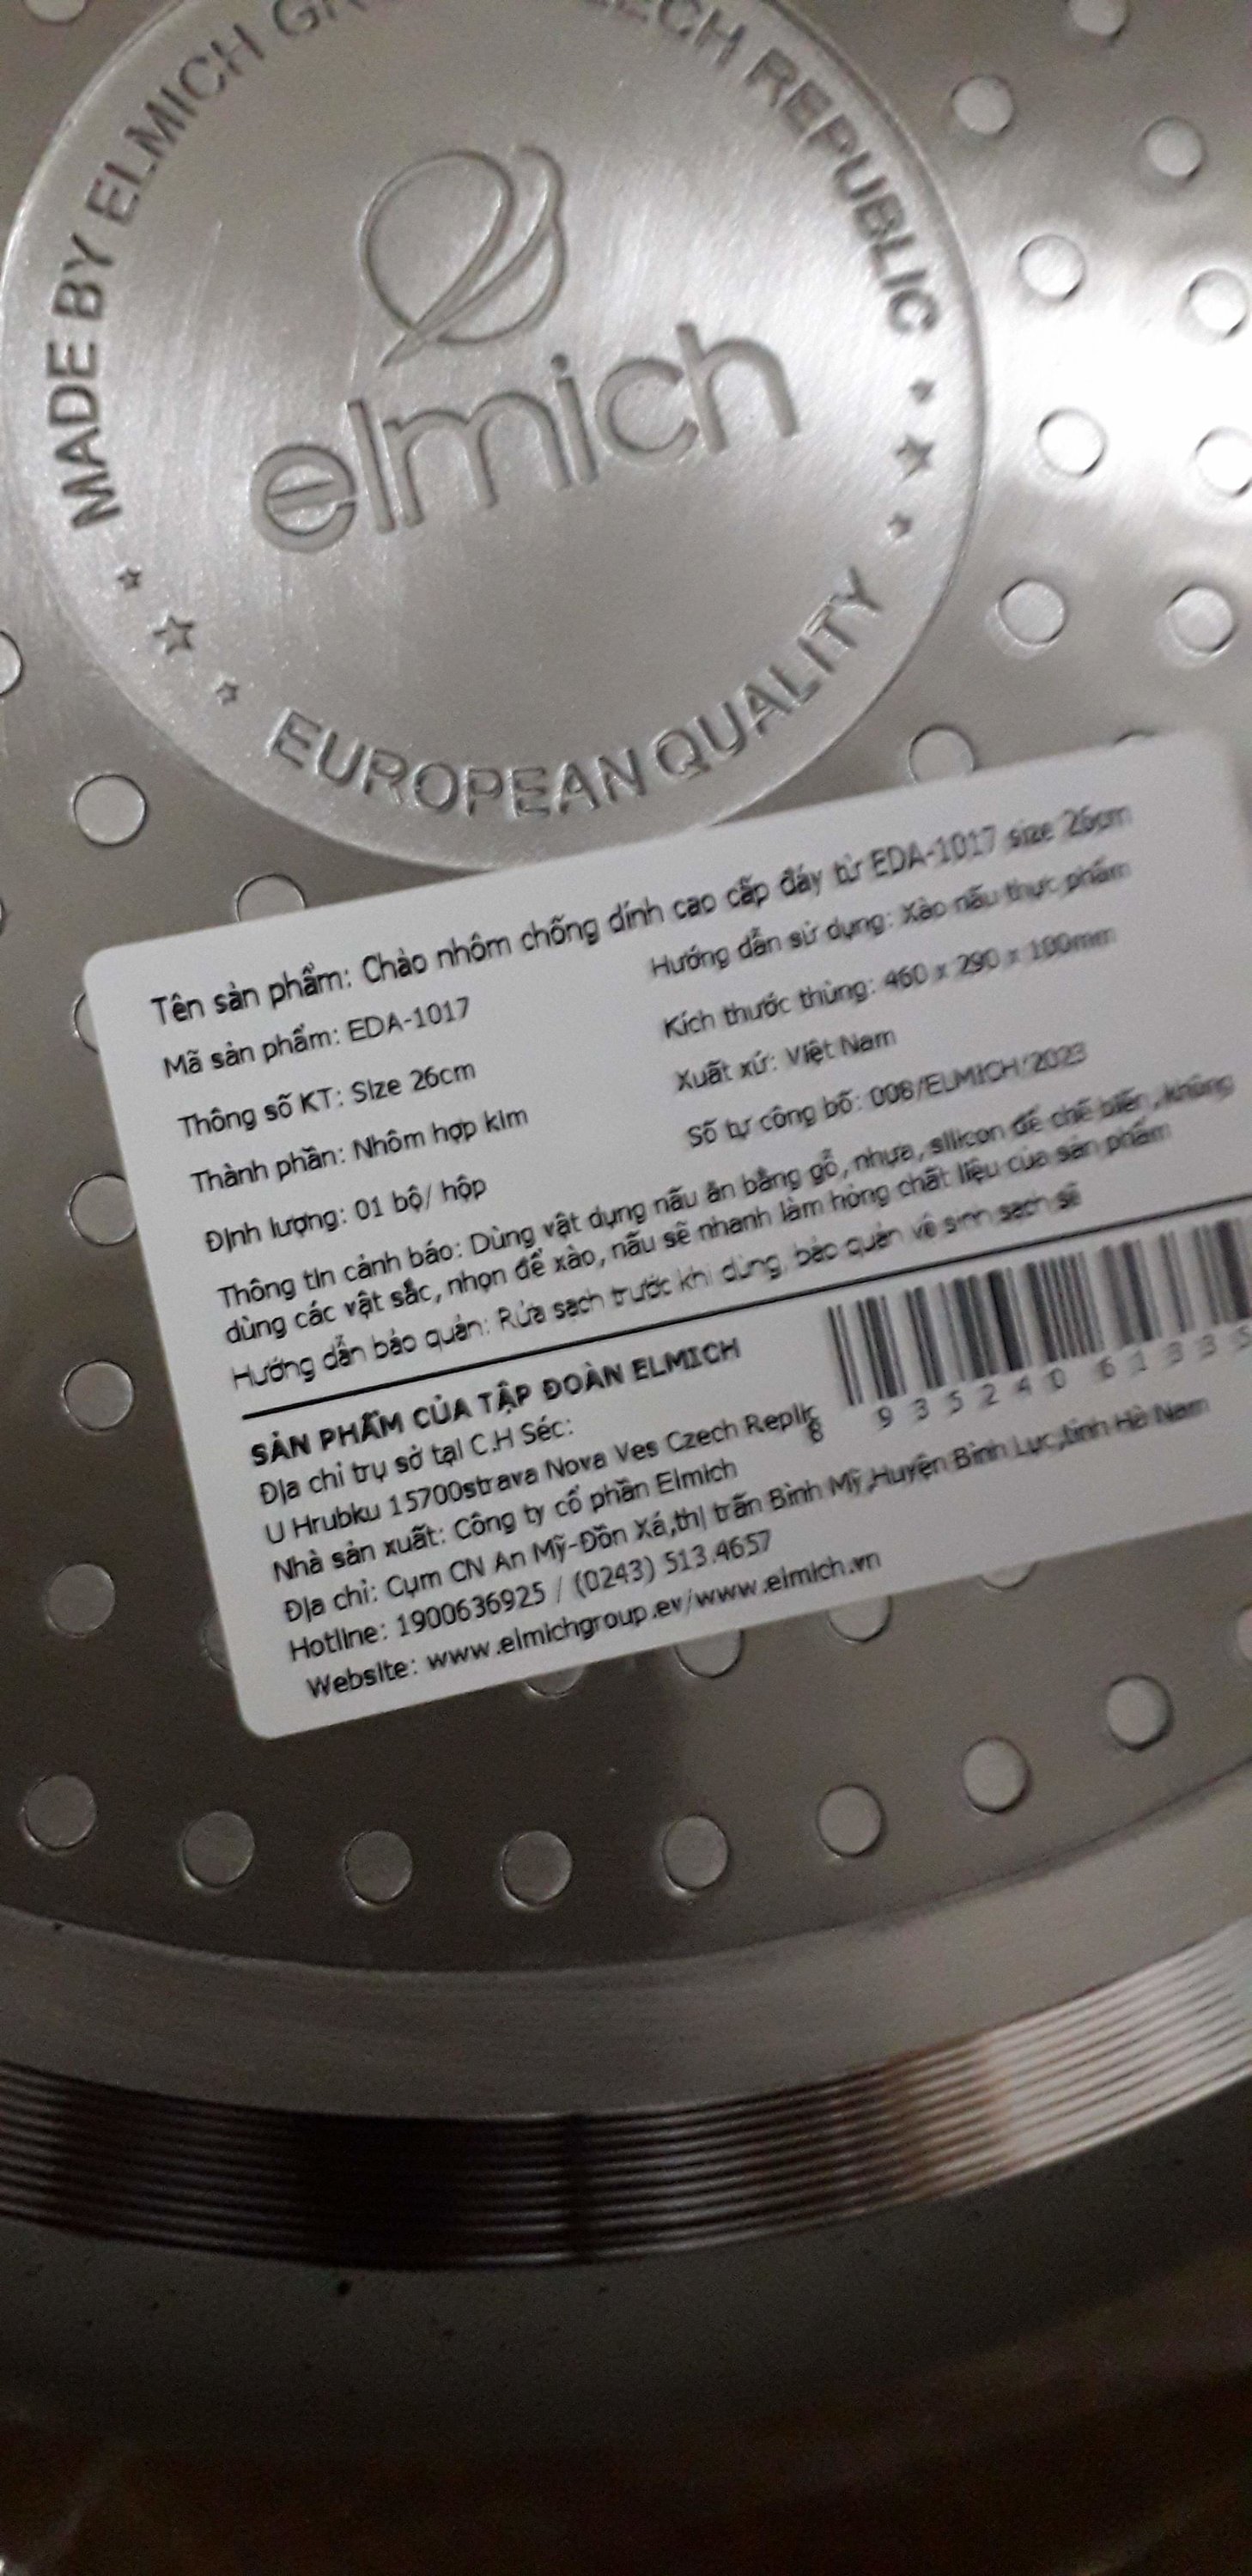 MADE BY ELMICH
REPUBLIC
elmich
EUROPEAN QUALITY
Tên sản phẩm: Chảo nhôm chống dính cao cấp đáy từ EDA-1017 size 26cm
Mã sản phẩm: EDA-1017
Hướng dẫn sử dụng: Xào nấu thực phẩm
Thông số KT: Size 26cm
Kích thước thùng: 460 x 290 x 100mm
Thành phần: Nhôm hợp kim
Xuất xứ: Việt Nam
Định lượng: 01 bộ/ hộp
Số tự công bố: 008/ELMICH/2023
Thông tin cảnh báo: Dùng vật dụng nấu ăn bằng gỗ, nhựa, silicon để chế biến ,không
dùng các vật sắc, nhọn để xào, nấu sẽ nhanh làm hỏng chất liệu của sản phẩm
Hướng dẫn bảo quản: Rửa sạch trước khi dùng, bảo quản vệ sinh sạch sẽ
SẢN PHẨM CỦA TẬP ĐOÀN ELMICH
Địa chỉ trụ sở tại C.H Séc:
U Hrubku 15700strava Nova Ves Czech Replic
8 935240 61335
Nhà sản xuất: Công ty cổ phần Elmich
Địa chỉ: Cụm CN An Mỹ-Đồn Xá,thị trấn Bình Mỹ,Huyện Bình Lục,tỉnh Hà Nam
Hotline: 1900636925 / (0243) 513.4657
Website: www.elmichgroup.ev/www.elmich.vn